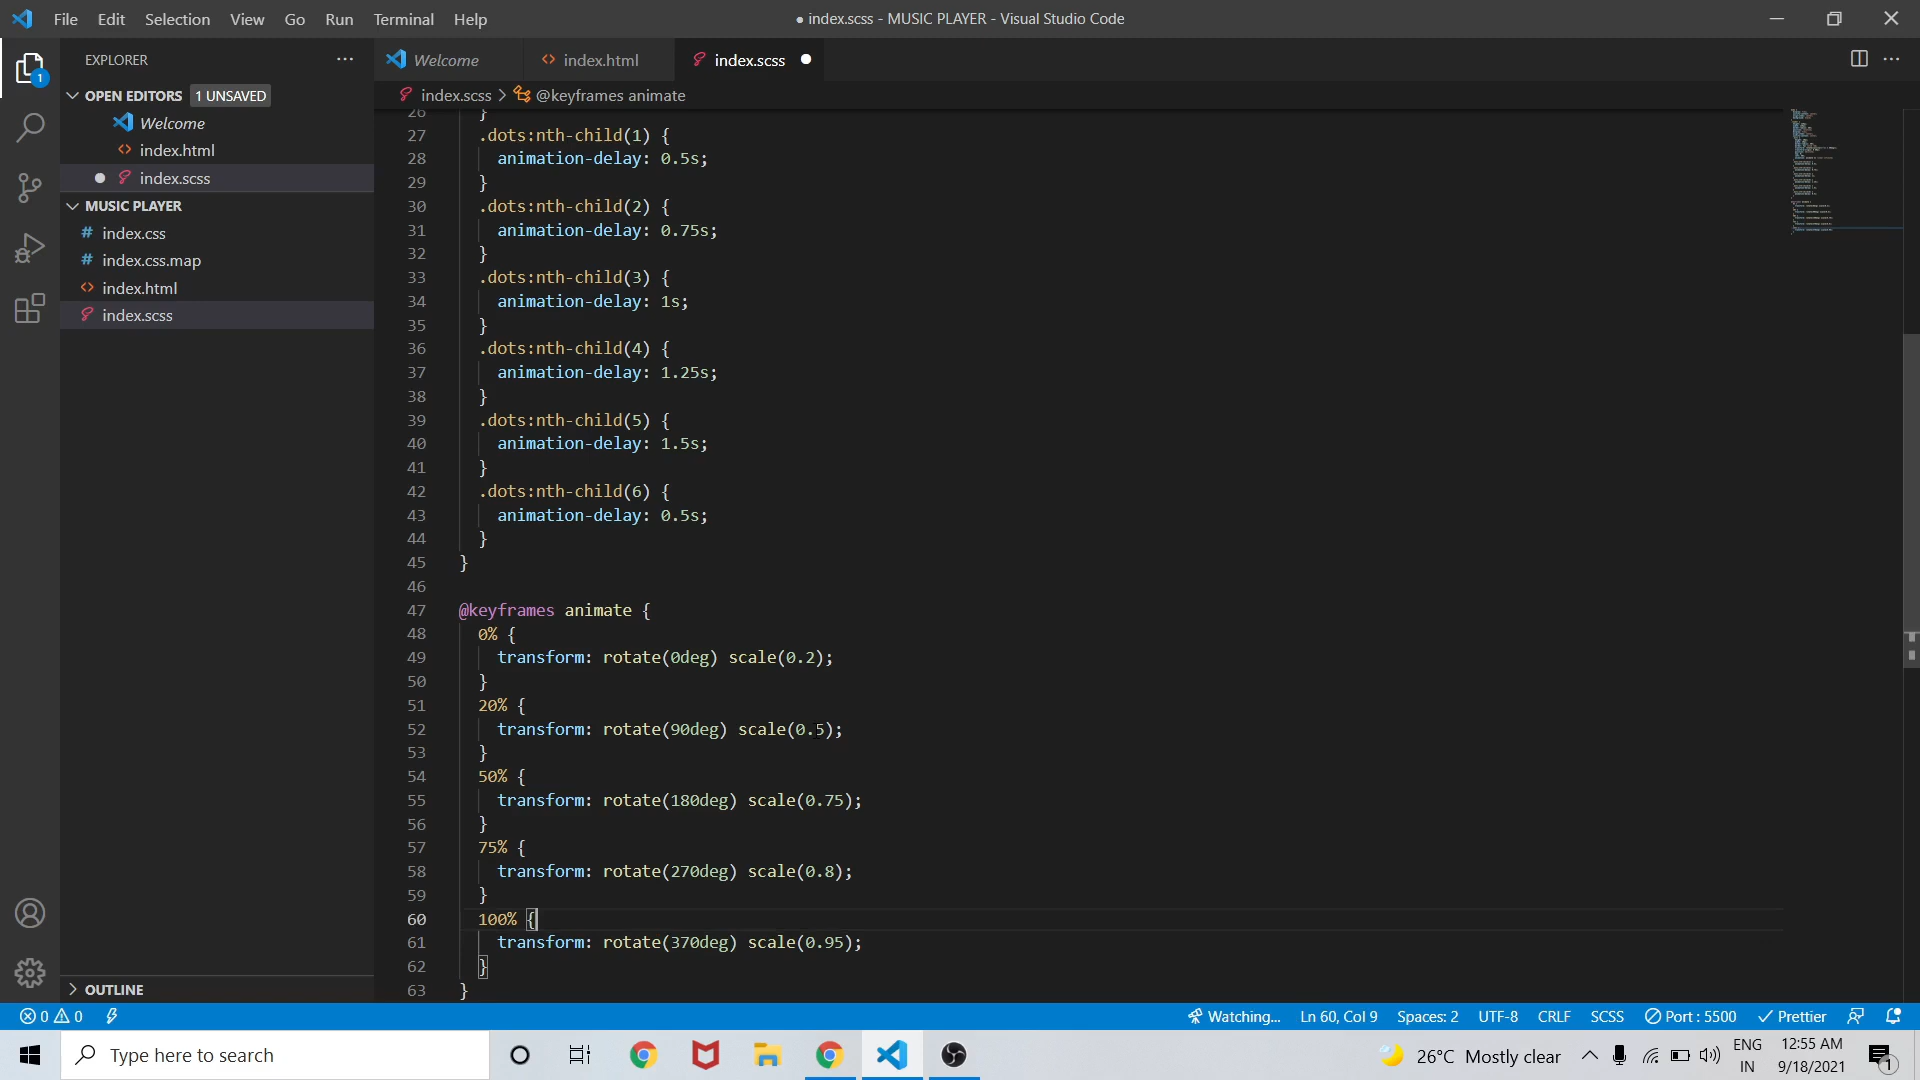 File Edit Selection View Go Run Terminal Help
● index.scss - MUSIC PLAYER - Visual Studio Code
EXPLORER
OPEN EDITORS 1 UNSAVED
Welcome
index.html
index.scss
MUSIC PLAYER
index.css
index.css.map
index.html
index.scss
OUTLINE
1
Welcome index.html index.scss
index.scss > @keyframes animate
26 }
27 .dots:nth-child(1) {
28 animation-delay: 0.5s;
29 }
30 .dots:nth-child(2) {
31 animation-delay: 0.75s;
32 }
33 .dots:nth-child(3) {
34 animation-delay: 1s;
35 }
36 .dots:nth-child(4) {
37 animation-delay: 1.25s;
38 }
39 .dots:nth-child(5) {
40 animation-delay: 1.5s;
41 }
42 .dots:nth-child(6) {
43 animation-delay: 0.5s;
44 }
45 }
46
47 @keyframes animate {
48 0% {
49 transform: rotate(0deg) scale(0.2);
50 }
51 20% {
52 transform: rotate(90deg) scale(0.5);
53 }
54 50% {
55 transform: rotate(180deg) scale(0.75);
56 }
57 75% {
58 transform: rotate(270deg) scale(0.8);
59 }
60 100% {
61 transform: rotate(370deg) scale(0.95);
62 }
63 }
0 0 Watching... Ln 60, Col 9 Spaces: 2 UTF-8 CRLF SCSS Port : 5500 Prettier
Type here to search
26°C Mostly clear
ENG
IN
12:55 AM
9/18/2021
1